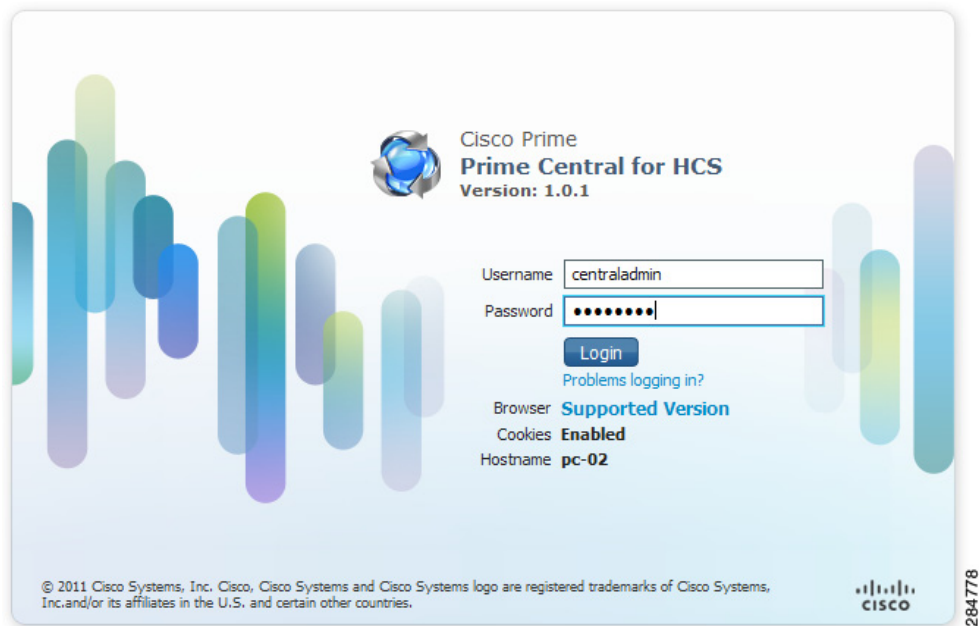 Cisco Prime
Prime Central for HCS
Version: 1.0.1
Username centraladmin
Password ••••••••
Login
Problems logging in?
Browser Supported Version
Cookies Enabled
Hostname pc-02
© 2011 Cisco Systems, Inc. Cisco, Cisco Systems and Cisco Systems logo are registered trademarks of Cisco Systems,
Inc.and/or its affiliates in the U.S. and certain other countries.
CISCO
284778